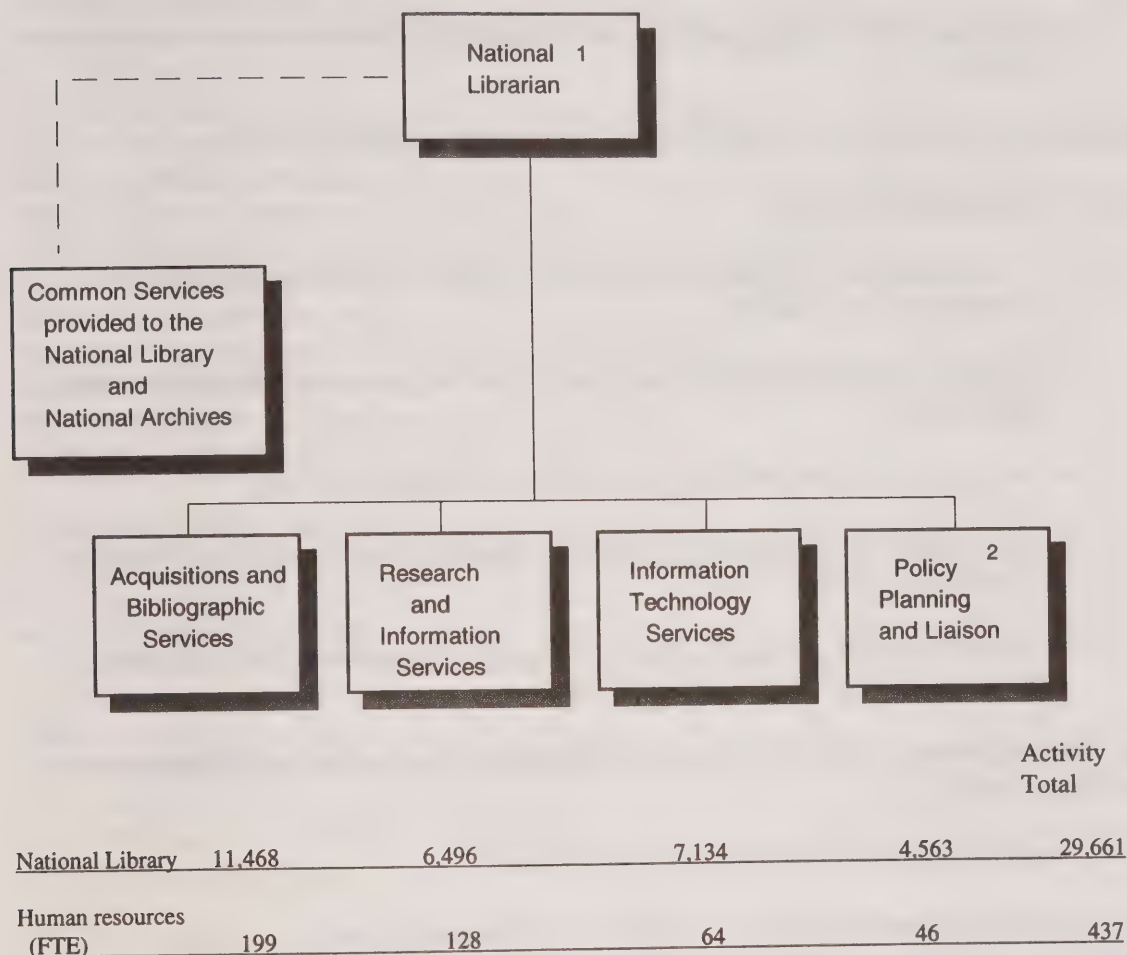 National 1
Librarian
Common Services
provided to the
National Library
and
National Archives
Acquisitions and
Bibliographic
Services
Research
and
Information
Services
Information
Technology
Services
Policy 2
Planning
and Liaison
Activity
Total
National Library 11,468 6,496 7,134 4,563 29,661
Human resources
(FTE) 199 128 64 46 437